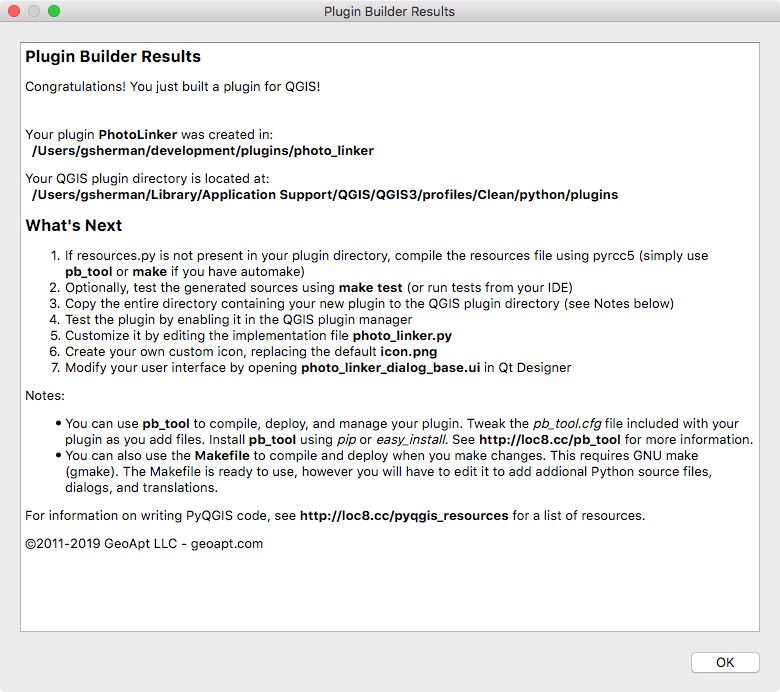 Plugin Builder Results
Plugin Builder Results
Congratulations! You just built a plugin for QGIS!
Your plugin PhotoLinker was created in:
/Users/gsherman/development/plugins/photo_linker
Your QGIS plugin directory is located at:
/Users/gsherman/Library/Application Support/QGIS/QGIS3/profiles/Clean/python/plugins
What's Next
1. If resources.py is not present in your plugin directory, compile the resources file using pyrcc5 (simply use
pb_tool or make if you have automake)
2. Optionally, test the generated sources using make test (or run tests from your IDE)
3. Copy the entire directory containing your new plugin to the QGIS plugin directory (see Notes below)
4. Test the plugin by enabling it in the QGIS plugin manager
5. Customize it by editing the implementation file photo_linker.py
6. Create your own custom icon, replacing the default icon.png
7. Modify your user interface by opening photo_linker_dialog_base.ui in Qt Designer
Notes:
• You can use pb_tool to compile, deploy, and manage your plugin. Tweak the pb_tool.cfg file included with your
plugin as you add files. Install pb_tool using pip or easy_install. See http://loc8.cc/pb_tool for more information.
• You can also use the Makefile to compile and deploy when you make changes. This requires GNU make
(gmake). The Makefile is ready to use, however you will have to edit it to add addional Python source files,
dialogs, and translations.
For information on writing PyQGIS code, see http://loc8.cc/pyqgis_resources for a list of resources.
©2011-2019 GeoApt LLC - geoapt.com
OK